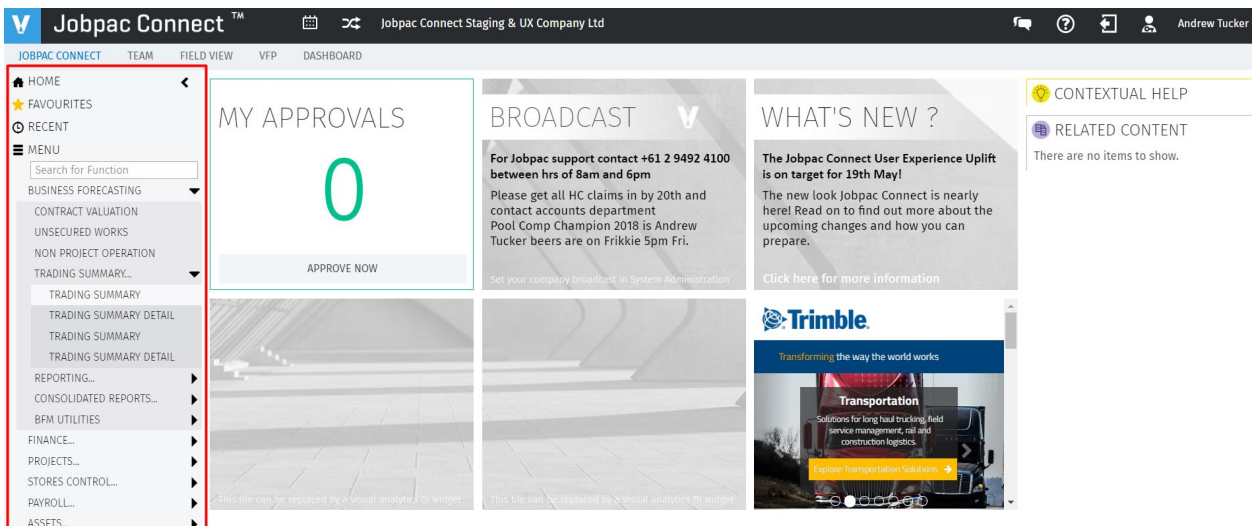 Jobpac Connect ™
Jobpac Connect Staging & UX Company Ltd
Andrew Tucker
JOBPAC CONNECT TEAM FIELD VIEW VFP DASHBOARD
HOME
FAVOURITES
RECENT
MENU
Search for Function
BUSINESS FORECASTING
CONTRACT VALUATION
UNSECURED WORKS
NON PROJECT OPERATION
TRADING SUMMARY...
TRADING SUMMARY
TRADING SUMMARY DETAIL
TRADING SUMMARY
TRADING SUMMARY DETAIL
REPORTING...
CONSOLIDATED REPORTS...
BFM UTILITIES
FINANCE...
PROJECTS...
STORES CONTROL...
PAYROLL...
ASSETS...
MY APPROVALS
0
APPROVE NOW
BROADCAST
For Jobpac support contact +61 2 9492 4100
between hrs of 8am and 6pm
Please get all HC claims in by 20th and
contact accounts department
Pool Comp Champion 2018 is Andrew
Tucker beers are on Frikkie 5pm Fri.
Set your company broadcast in System Administration
WHAT'S NEW ?
The Jobpac Connect User Experience Uplift
is on target for 19th May!
The new look Jobpac Connect is nearly
here! Read on to find out more about the
upcoming changes and how you can
prepare.
Click here for more information
This tile can be replaced by a visual analytics BI widget
This tile can be replaced by a visual analytics BI widget
Trimble.
Transforming the way the world works
Transportation
Solutions for long haul trucking, field
service management, rail and
construction logistics.
Explore Transportation Solutions
CONTEXTUAL HELP
RELATED CONTENT
There are no items to show.